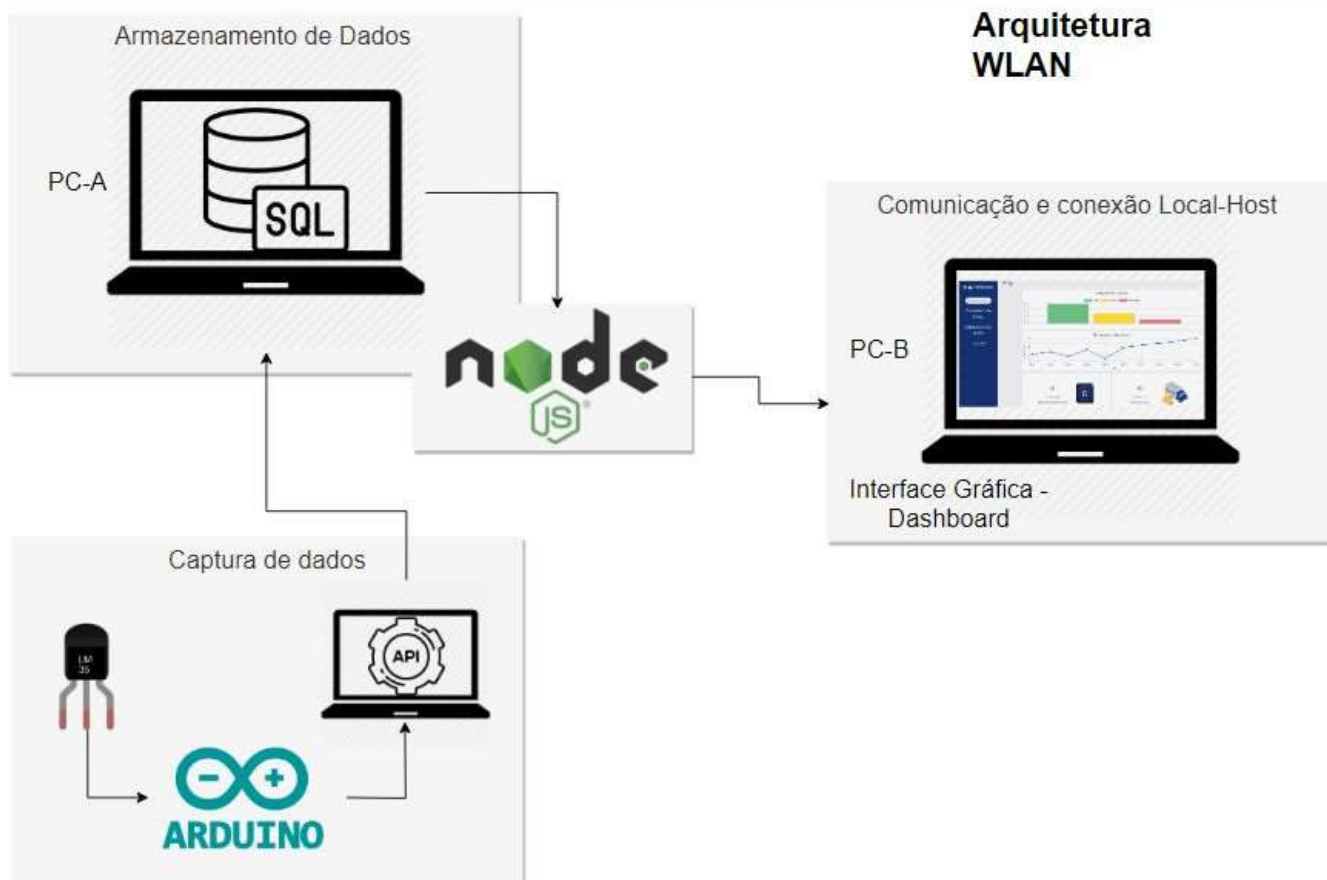 Arquitetura
WLAN
Armazenamento de Dados
PC-A
SQL
node
JS
®
Comunicação e conexão Local-Host
PC-B
Interface Gráfica -
Dashboard
Captura de dados
LM
35
API
ARDUINO